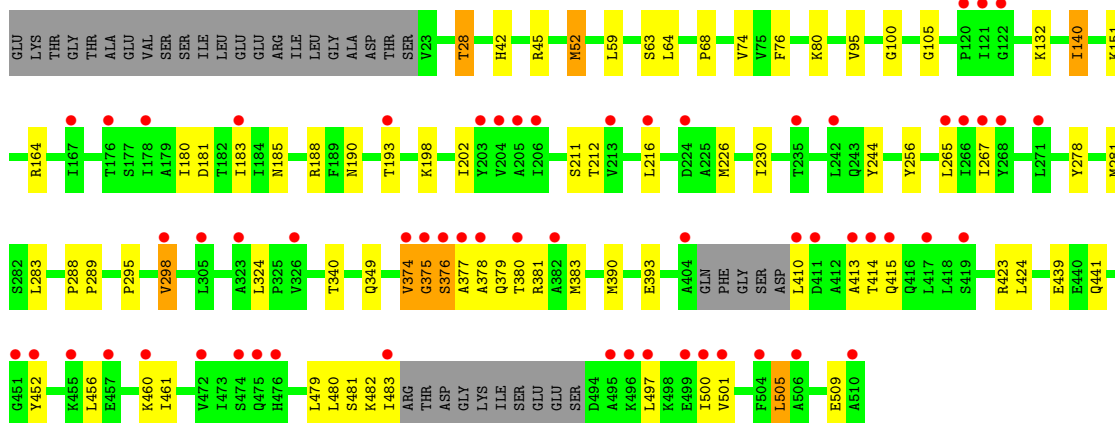 GLU LYS THR GLY THR ALA GLU VAL SER SER ILE LEU GLU GLU ARG ILE LEU GLY ALA ASP THR SER V23 T28 H42 R45 M52 L59 S63 L64 P68 V74 V75 F76 K80 V95 G100 G105 P120 I121 G122 K132 I140 K151
R164 I167 T176 S177 I178 A179 I180 D181 T182 I183 I184 N185 R188 F189 N190 T193 K198 I202 Y203 V204 A205 I206 S211 T212 V213 L216 D224 A225 M226 I230 T235 L242 Q243 Y244 Y256 L265 I266 I267 Y268 L271 Y278 M281
S282 L283 P288 P289 P295 V298 L305 A323 L324 P325 V326 T340 Q349 V374 G375 S376 A377 A378 Q379 T380 R381 A382 M383 M390 E393 A404 GLN PHE GLY SER ASP L410 D411 A412 A413 T414 Q415 Q416 L417 L418 S419 R423 L424 E439 E440 Q441
G451 Y452 K455 L456 E457 K460 I461 V472 I473 S474 Q475 H476 L479 L480 S481 K482 I483 ARG THR ASP GLY LYS ILE SER GLU GLU SER D494 A495 K496 L497 K498 E499 I500 V501 F504 L505 A506 E509 A510